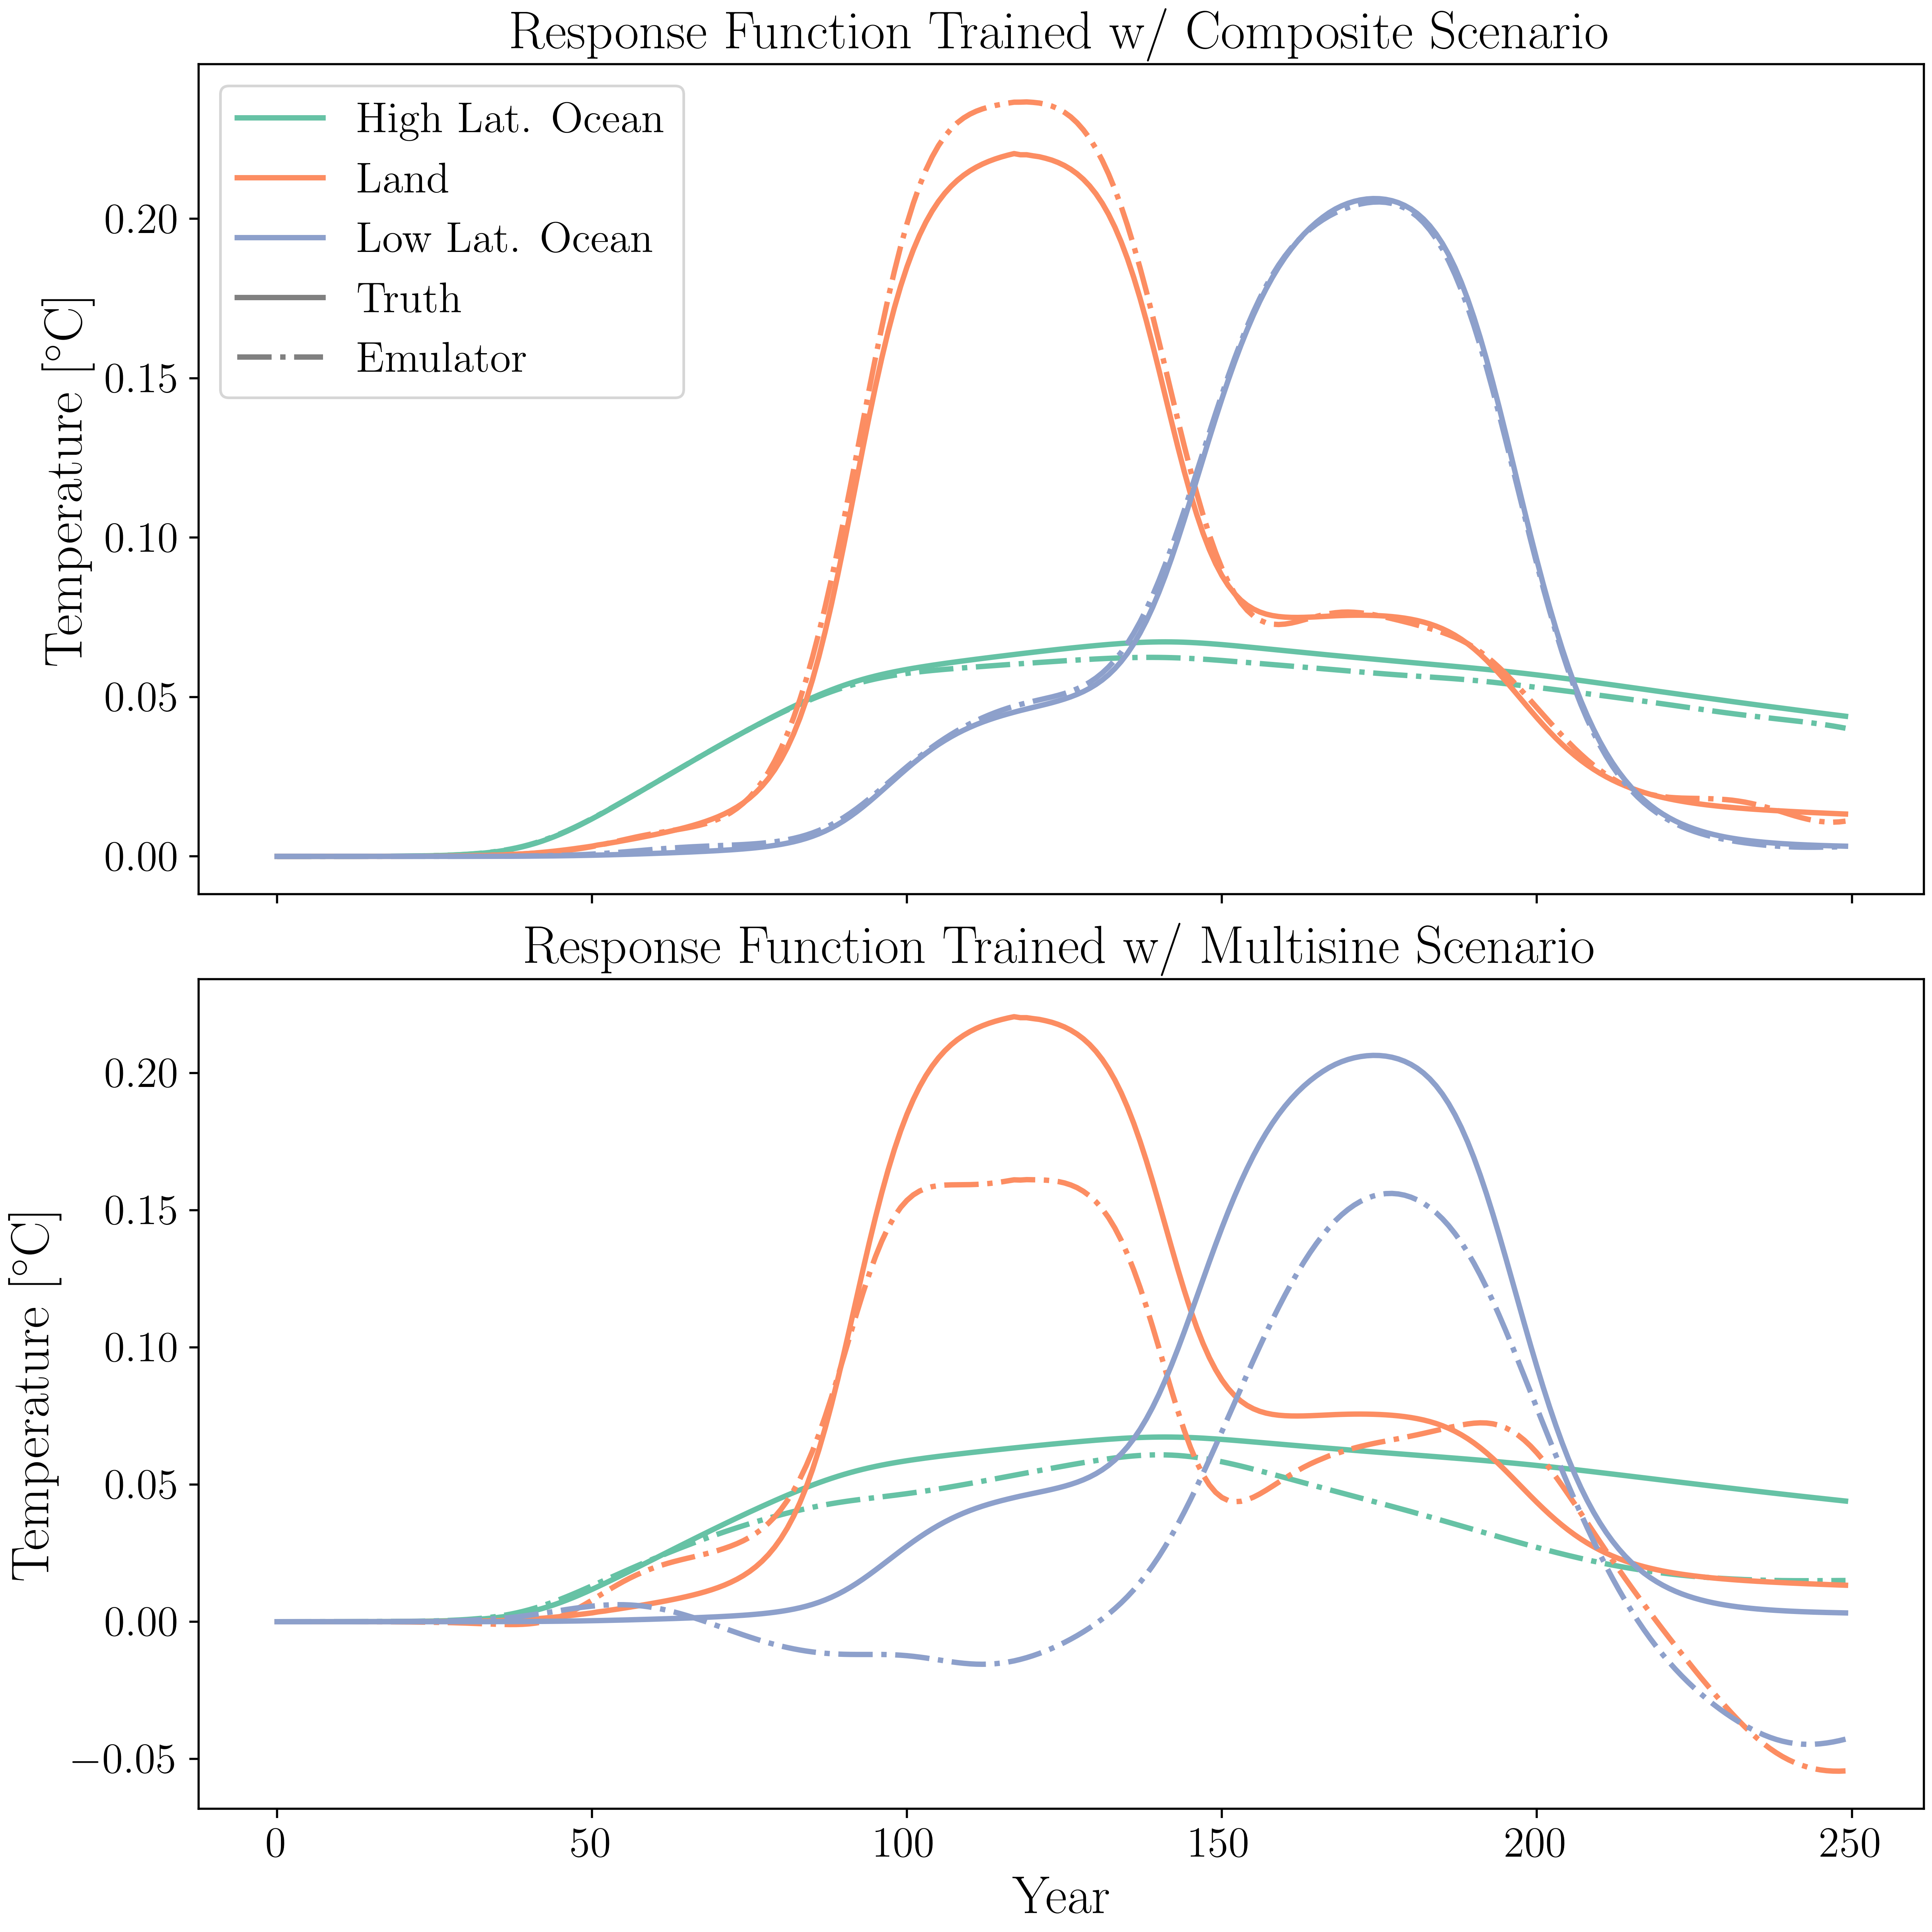 Response Function Trained w/ Composite Scenario
High Lat. Ocean
Land
Low Lat. Ocean
Truth
Emulator
Temperature [°C]
0.20
0.15
0.10
0.05
0.00
Response Function Trained w/ Multisine Scenario
Temperature [°C]
0.20
0.15
0.10
0.05
0.00
−0.05
0 50 100 150 200 250
Year